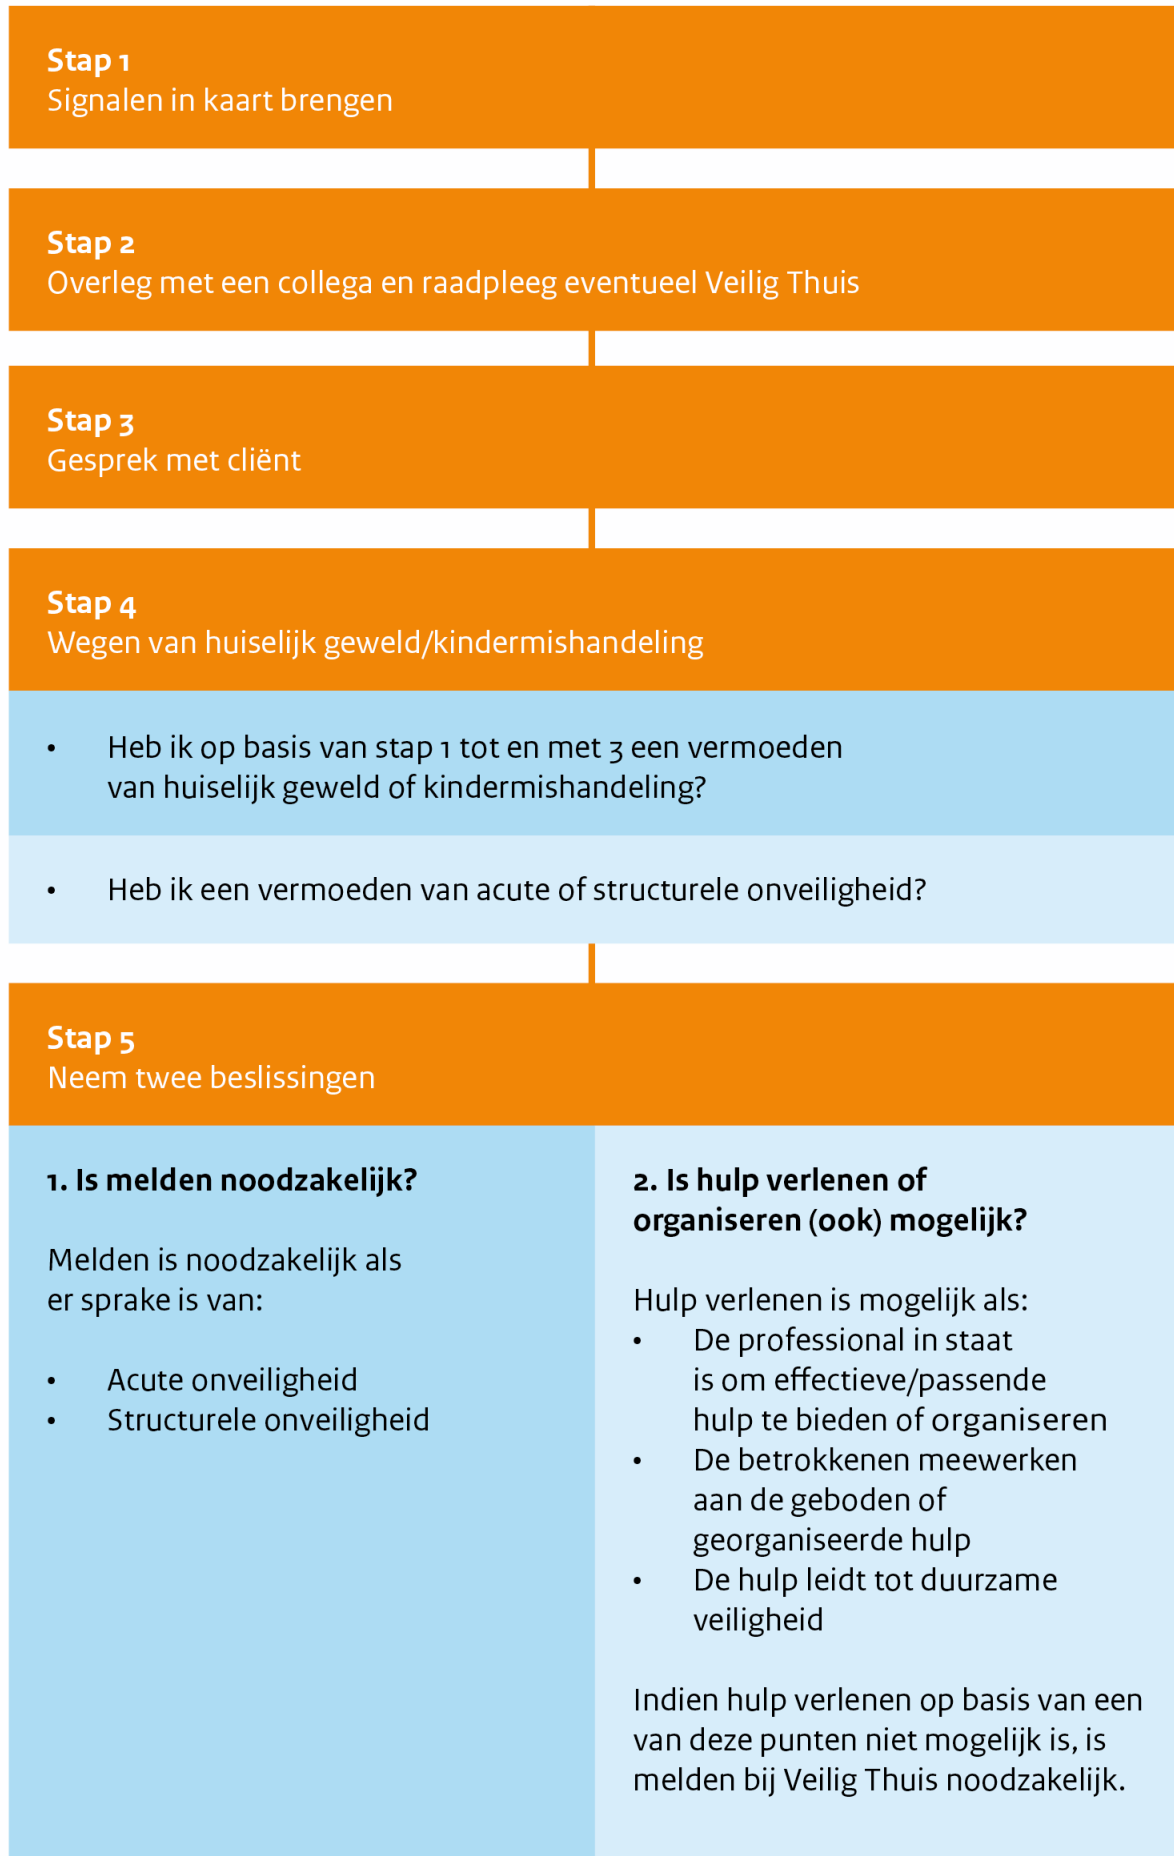 Stap 1
Signalen in kaart brengen
Stap 2
Overleg met een collega en raadpleeg eventueel Veilig Thuis
Stap 3
Gesprek met cliënt
Stap 4
Wegen van huiselijk geweld/kindermishandeling
• Heb ik op basis van stap 1 tot en met 3 een vermoeden
van huiselijk geweld of kindermishandeling?
• Heb ik een vermoeden van acute of structurele onveiligheid?
Stap 5
Neem twee beslissingen
1. Is melden noodzakelijk?
Melden is noodzakelijk als
er sprake is van:
• Acute onveiligheid
• Structurele onveiligheid
2. Is hulp verlenen of
organiseren (ook) mogelijk?
Hulp verlenen is mogelijk als:
• De professional in staat
is om effectieve/passende
hulp te bieden of organiseren
• De betrokkenen meewerken
aan de geboden of
georganiseerde hulp
• De hulp leidt tot duurzame
veiligheid
Indien hulp verlenen op basis van een
van deze punten niet mogelijk is, is
melden bij Veilig Thuis noodzakelijk.